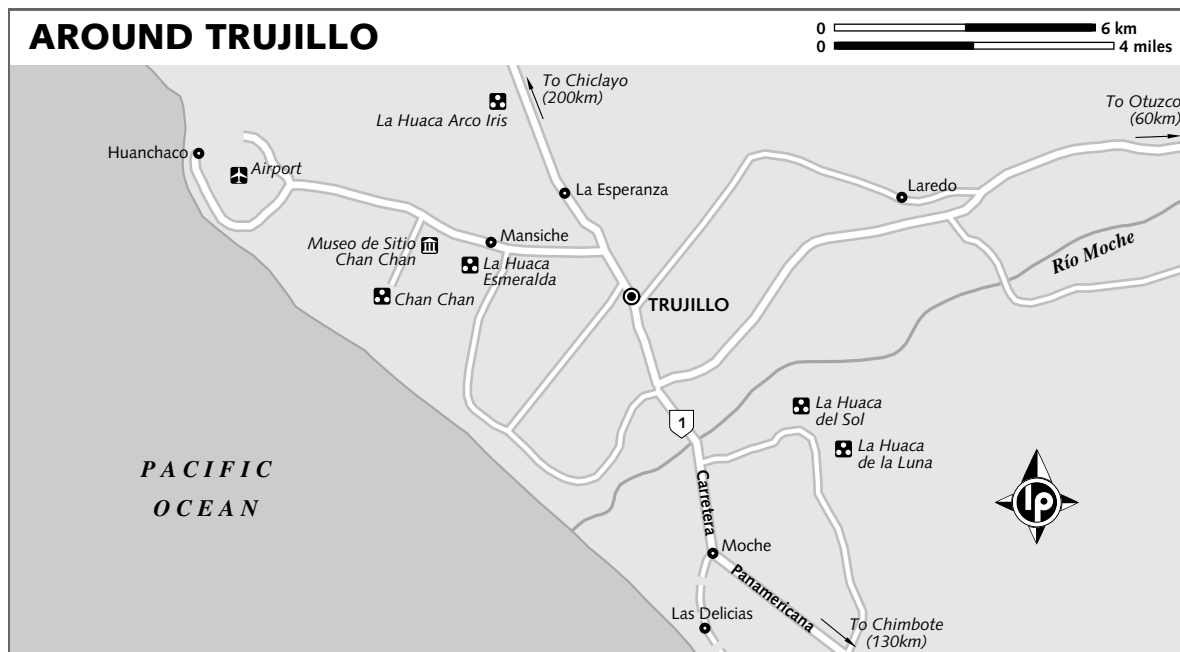 AROUND TRUJILLO
0 6 km
0 4 miles
To Chiclayo
(200km)
To Otuzco
(60km)
La Huaca Arco Iris
Huanchaco
Airport
La Esperanza
Laredo
Museo de Sitio
Chan Chan
Mansiche
La Huaca
Esmeralda
Río Moche
Chan Chan
TRUJILLO
La Huaca
del Sol
1
La Huaca
de la Luna
PACIFIC
OCEAN
lp
Carretera
Moche
Panamericana
Las Delicias
To Chimbote
(130km)